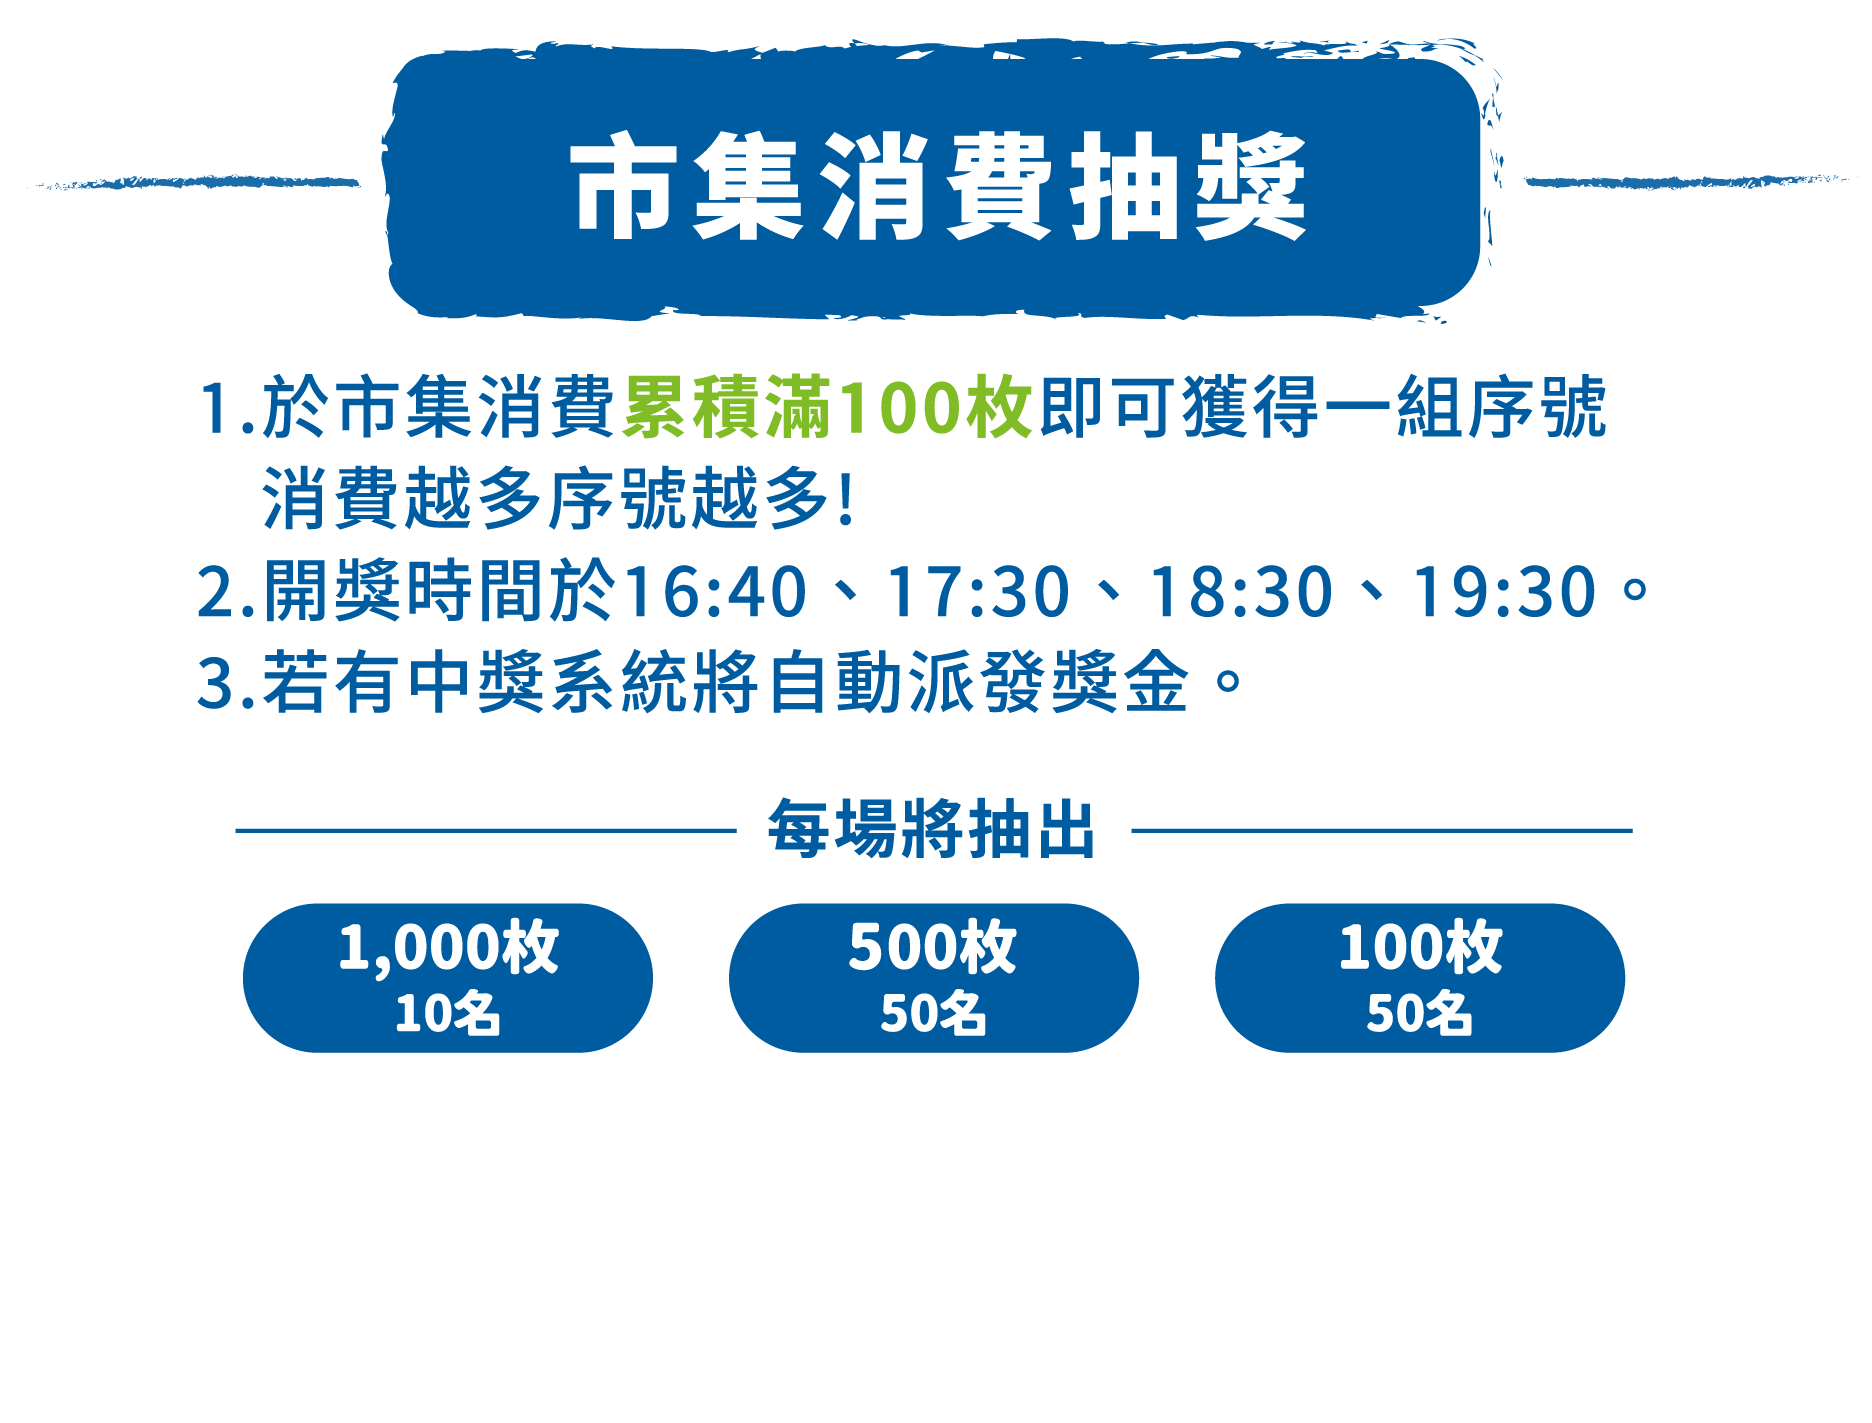 市集消費抽獎
1.於市集消費累積滿100枚即可獲得一組序號
消費越多序號越多!
2.開獎時間於16:40、17:30、18:30、19:30。
3.若有中獎系統將自動派發獎金。
每場將抽出
1,000枚
10名
500枚
50名
100枚
50名